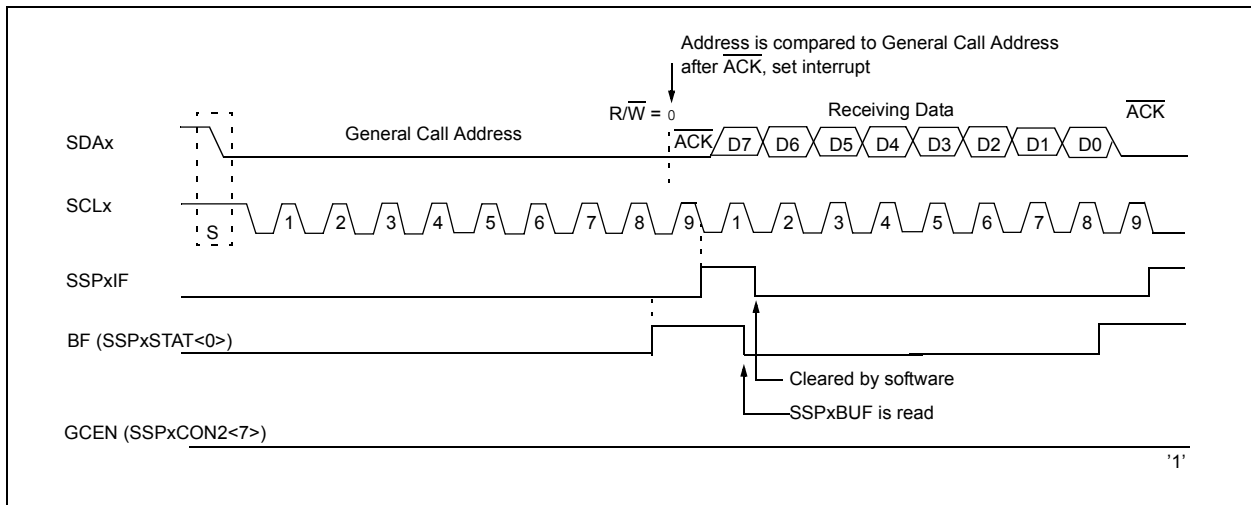 Address is compared to General Call Address
after ACK, set interrupt
R/W = 0
Receiving Data
ACK
SDAx
General Call Address
ACK
D7 D6 D5 D4 D3 D2 D1 D0
SCLx
S
1 2 3 4 5 6 7 8 9 1 2 3 4 5 6 7 8 9
SSPxIF
BF (SSPxSTAT<0>)
Cleared by software
SSPxBUF is read
GCEN (SSPxCON2<7>)
'1'